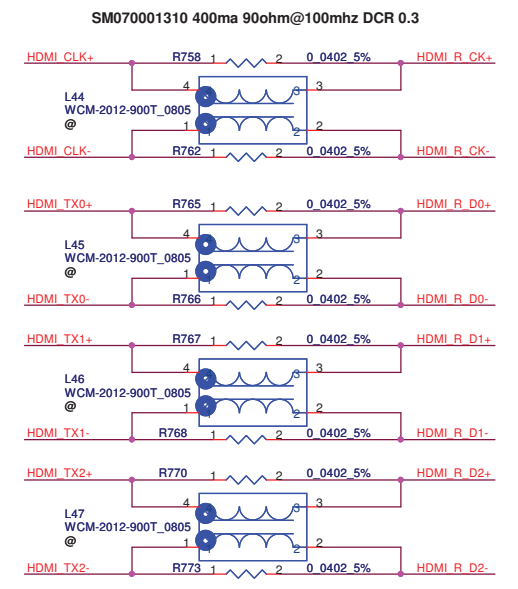 SM070001310 400ma 90ohm@100mhz DCR 0.3
HDMI_CLK+ R758 1 2 0_0402_5% HDMI_R_CK+
4 3 3
L44
WCM-2012-900T_0805
@
1 2 2
HDMI_CLK- R762 1 2 0_0402_5% HDMI_R_CK-
HDMI_TX0+ R765 1 2 0_0402_5% HDMI_R_D0+
4 3 3
L45
WCM-2012-900T_0805
@
1 2 2
HDMI_TX0- R766 1 2 0_0402_5% HDMI_R_D0-
HDMI_TX1+ R767 1 2 0_0402_5% HDMI_R_D1+
4 3 3
L46
WCM-2012-900T_0805
@
1 2 2
HDMI_TX1- R768 1 2 0_0402_5% HDMI_R_D1-
HDMI_TX2+ R770 1 2 0_0402_5% HDMI_R_D2+
4 3 3
L47
WCM-2012-900T_0805
@
1 2 2
HDMI_TX2- R773 1 2 0_0402_5% HDMI_R_D2-